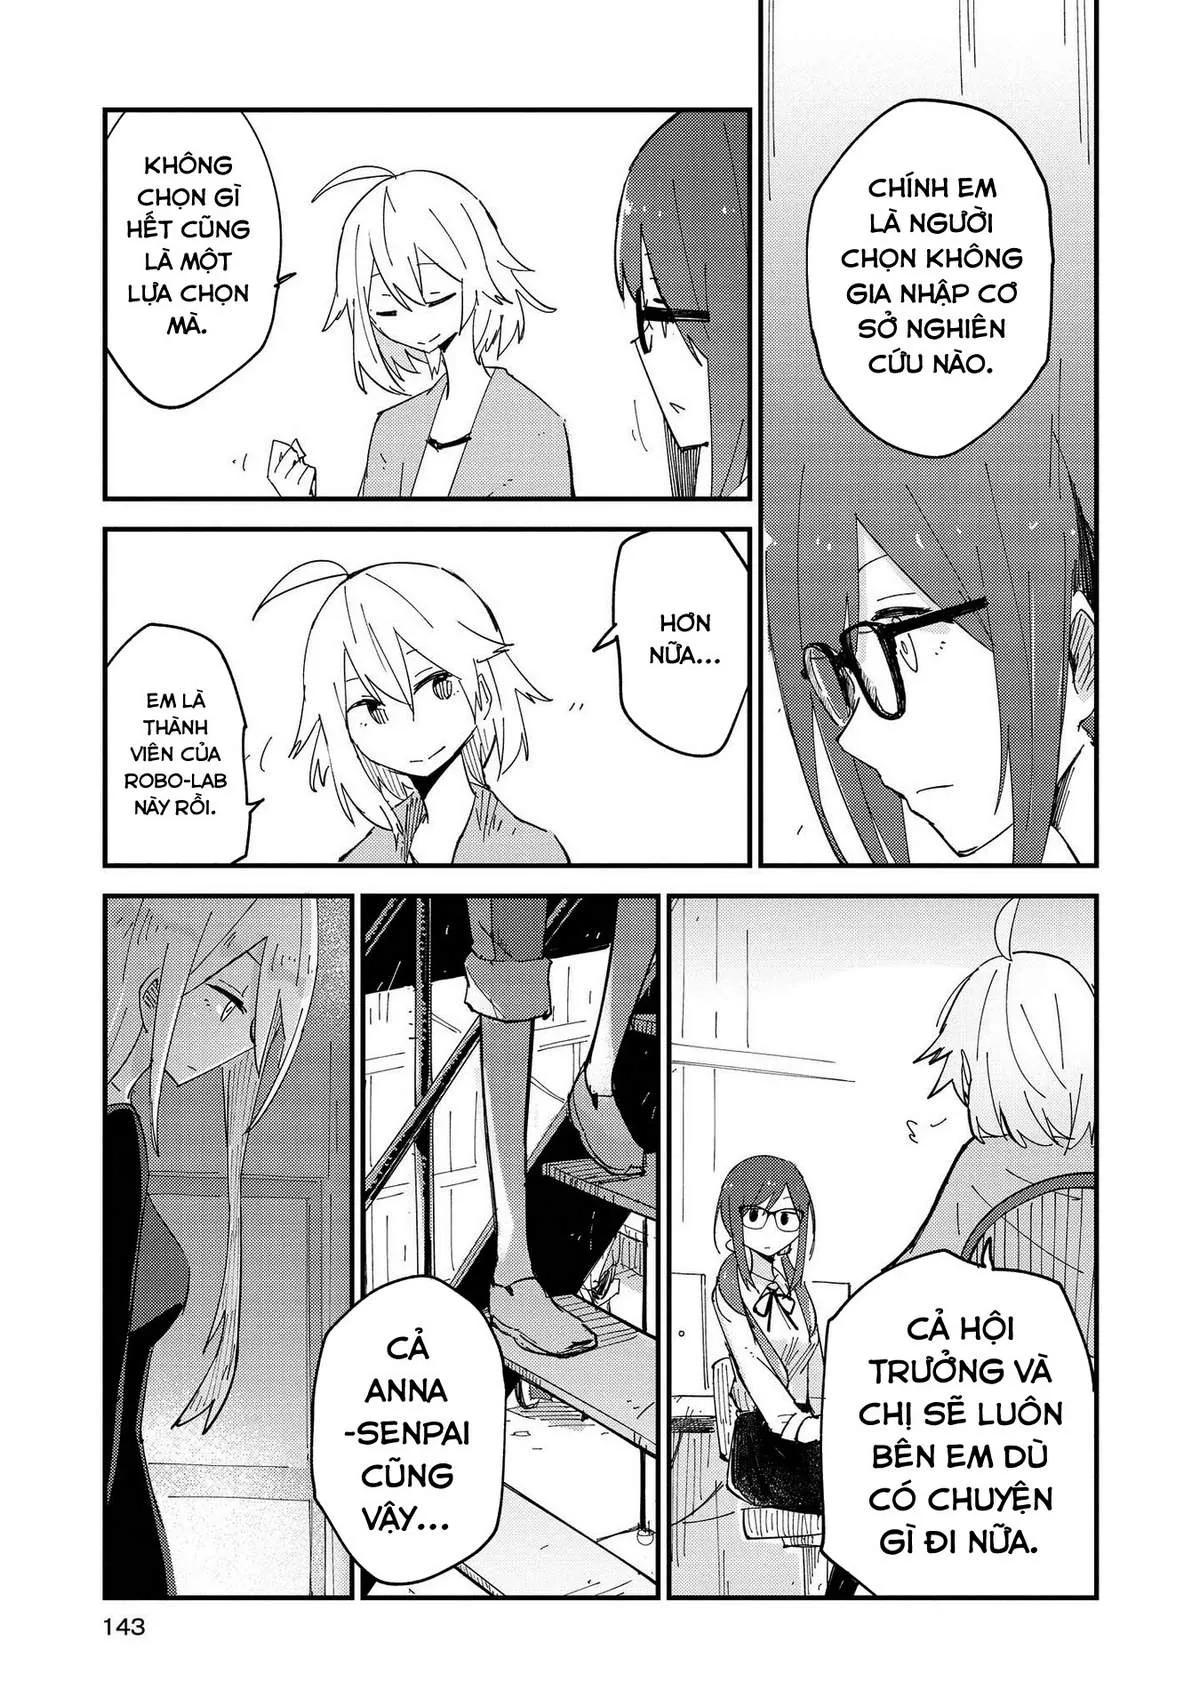 CHÍNH EM
LÀ NGƯỜI
CHỌN KHÔNG
GIA NHẬP CƠ
SỞ NGHIÊN
CỨU NÀO.
KHÔNG
CHỌN GÌ
HẾT CŨNG
LÀ MỘT
LỰA CHỌN
MÀ.
HƠN
NỮA...
EM LÀ
THÀNH
VIÊN CỦA
ROBO-LAB
NÀY RỒI.
CẢ HỘI
TRƯỞNG VÀ
CHỊ SẼ LUÔN
BÊN EM DÙ
CÓ CHUYỆN
GÌ ĐI NỮA.
CẢ
ANNA
-SENPAI
CŨNG
VẬY...
143